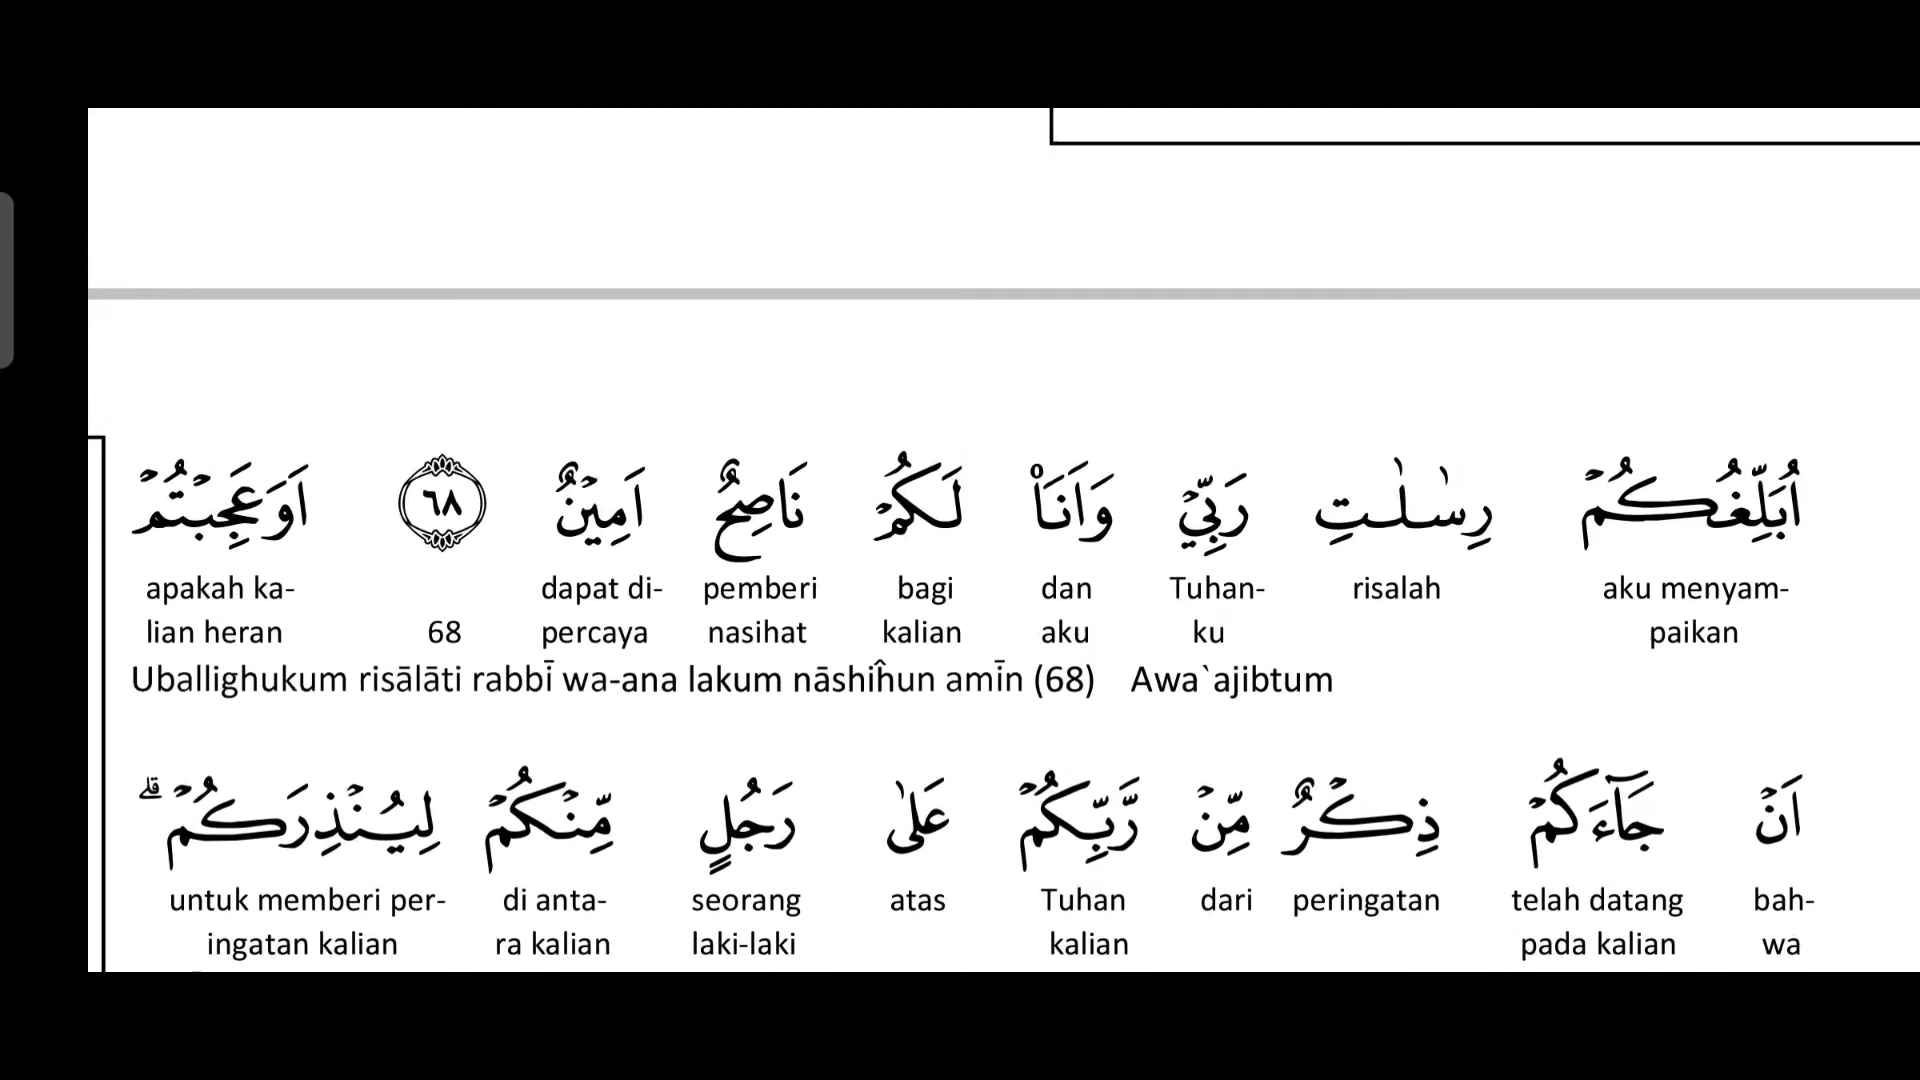 اُبَلِّغُكُمْ رِسٰلٰتِ رَبِّيْ وَاَنَا۠ لَكُمْ نَاصِحٌ اَمِيْنٌ ٦٨ اَوَعَجِبْتُمْ
aku menyam- risalah Tuhan- dan bagi pemberi dapat di- apakah ka-
paikan ku aku kalian nasihat percaya 68 lian heran
Uballighukum risālāti rabbī wa-ana lakum nāshiĥun amīn (68) Awa`ajibtum
اَنْ جَاۤءَكُمْ ذِكْرٌ مِّنْ رَّبِّكُمْ عَلٰى رَجُلٍ مِّنْكُمْ لِيُنْذِرَكُمْۗ
bah- telah datang peringatan dari Tuhan atas seorang di anta- untuk memberi per-
wa pada kalian kalian laki-laki ra kalian ingatan kalian